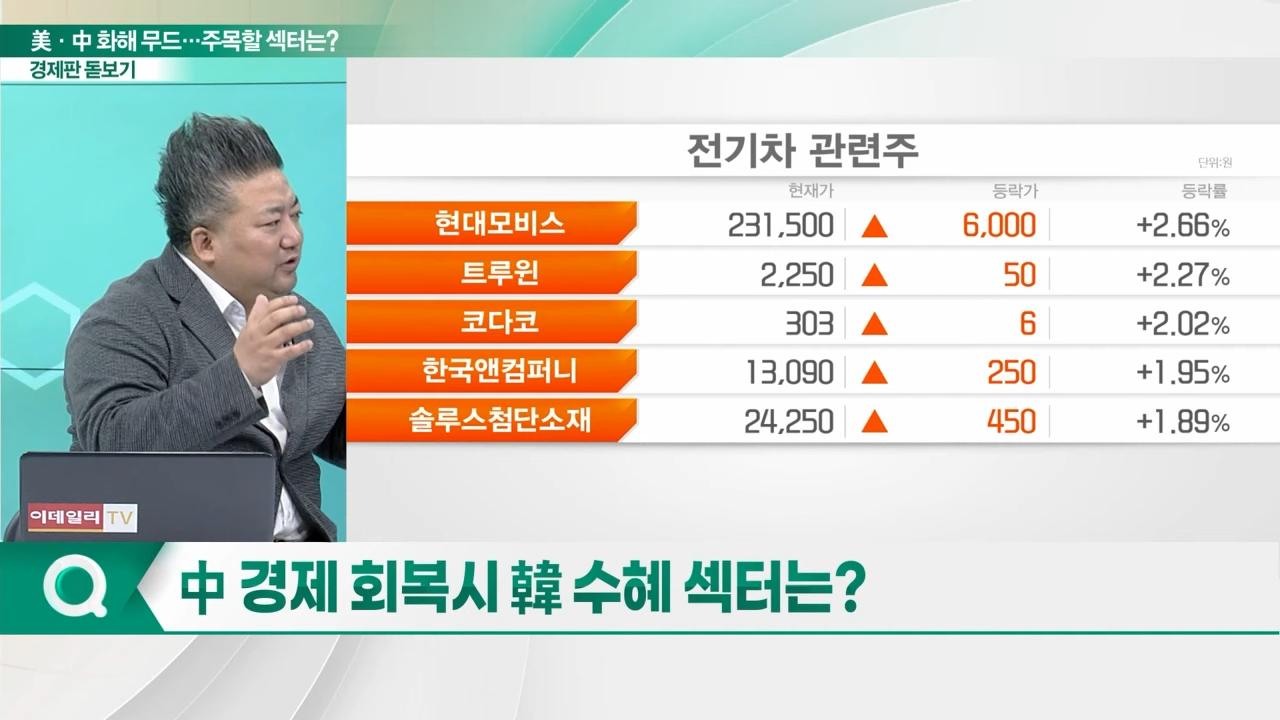 美·中 화해 무드…주목할 섹터는?
경제판 돋보기
전기차 관련주
단위:원
현재가 등락가 등락률
현대모비스 231,500 ▲ 6,000 +2.66%
트루윈 2,250 ▲ 50 +2.27%
코다코 303 ▲ 6 +2.02%
한국앤컴퍼니 13,090 ▲ 250 +1.95%
솔루스첨단소재 24,250 ▲ 450 +1.89%
이데일리 TV
中 경제 회복시 韓 수혜 섹터는?